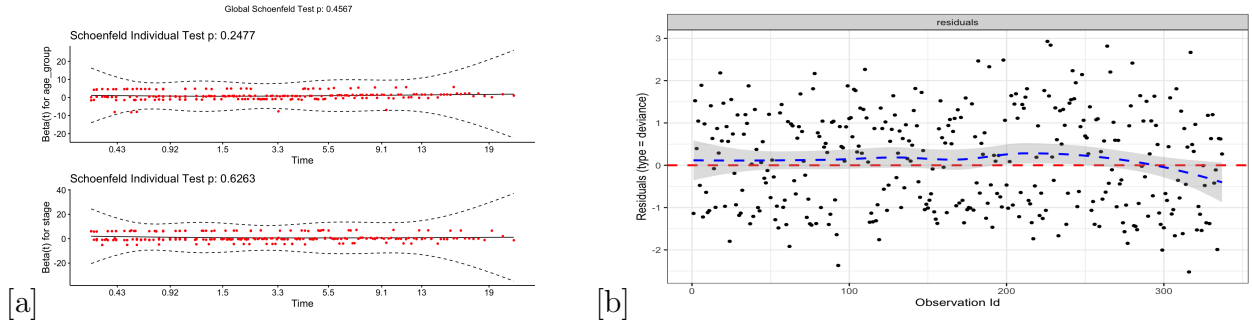 Global Schoenfeld Test p: 0.4567
Schoenfeld Individual Test p: 0.2477
Beta(t) for age_group
20
10
0
-10
-20
0.43 0.92 1.5 3.3 5.5 9.1 13 19
Time
Schoenfeld Individual Test p: 0.6263
Beta(t) for stage
40
20
0
-20
0.43 0.92 1.5 3.3 5.5 9.1 13 19
Time
[a]
residuals
Residuals (type = deviance)
3
2
1
0
-1
-2
0 100 200 300
Observation Id
[b]